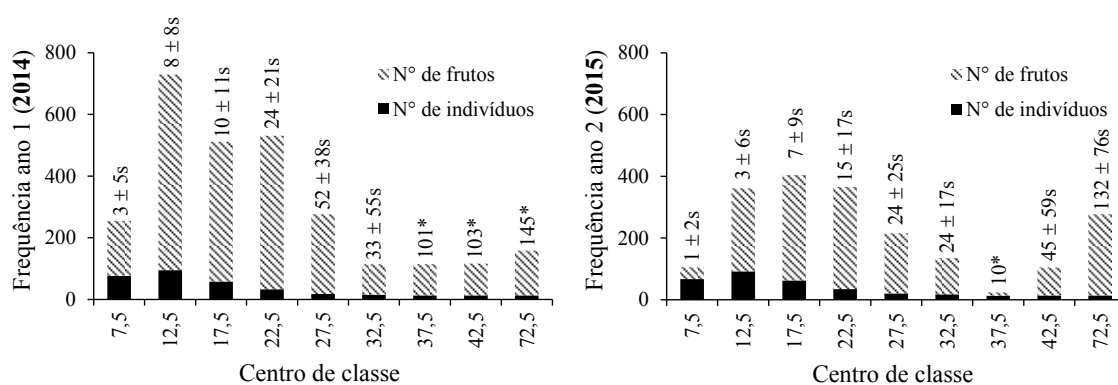 Frequência ano 1 (2014)
800
600
400
200
0
3 ± 5s
8 ± 8s
10 ± 11s
24 ± 21s
52 ± 38s
33 ± 55s
101*
103*
145*
N° de frutos
N° de indivíduos
7,5
12,5
17,5
22,5
27,5
32,5
37,5
42,5
72,5
Centro de classe
Frequência ano 2 (2015)
800
600
400
200
0
1 ± 2s
3 ± 6s
7 ± 9s
15 ± 17s
24 ± 25s
24 ± 17s
10*
45 ± 59s
132 ± 76s
N° de frutos
N° de indivíduos
7,5
12,5
17,5
22,5
27,5
32,5
37,5
42,5
72,5
Centro de classe